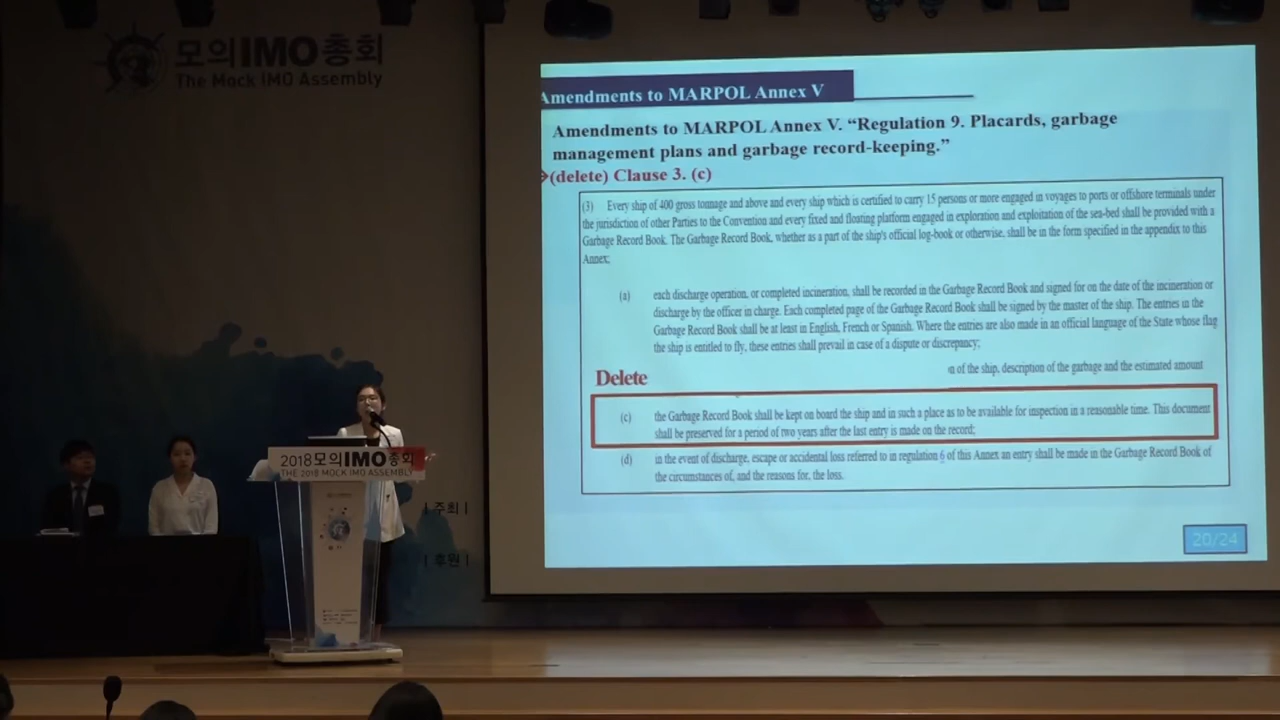 모의IMO총회
The Mock IMO Assembly
Amendments to MARPOL Annex V
Amendments to MARPOL Annex V. “Regulation 9. Placards, garbage
management plans and garbage record-keeping.”
(delete) Clause 3. (c)
(3) Every ship of 400 gross tonnage and above and every ship which is certified to carry 15 persons or more engaged in voyages to ports or offshore terminals under
the jurisdiction of other Parties to the Convention and every fixed and floating platform engaged in exploration and exploitation of the sea-bed shall be provided with a
Garbage Record Book. The Garbage Record Book, whether as a part of the ship's official log-book or otherwise, shall be in the form specified in the appendix to this
Annex;
(a) each discharge operation, or completed incineration, shall be recorded in the Garbage Record Book and signed for on the date of the incineration or
discharge by the officer in charge. Each completed page of the Garbage Record Book shall be signed by the master of the ship. The entries in the
Garbage Record Book shall be at least in English, French or Spanish. Where the entries are also made in an official language of the State whose flag
the ship is entitled to fly, these entries shall prevail in case of a dispute or discrepancy;
of the ship, description of the garbage and the estimated amount
Delete
(c) the Garbage Record Book shall be kept on board the ship and in such a place as to be available for inspection in a reasonable time. This document
shall be preserved for a period of two years after the last entry is made on the record;
(d) in the event of discharge, escape or accidental loss referred to in regulation 6 of this Annex an entry shall be made in the Garbage Record Book of
the circumstances of, and the reasons for, the loss.
20/24
2018모의IMO총회
THE 2018 MOCK IMO ASSEMBLY
| 주최 |
| 후원 |